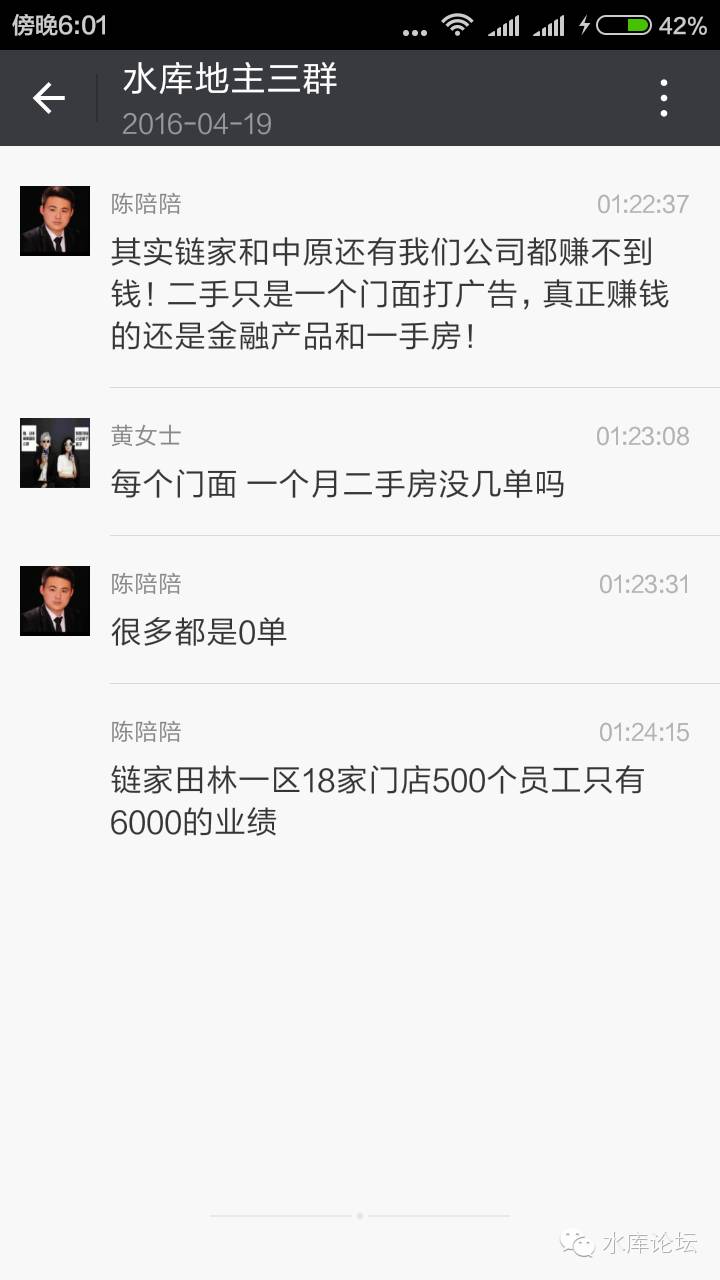 傍晚6:01
42%
水库地主三群
2016-04-19
陈陪陪
01:22:37
其实链家和中原还有我们公司都赚不到
钱！二手只是一个门面打广告，真正赚钱
的还是金融产品和一手房！
黄女士
01:23:08
每个门面 一个月二手房没几单吗
陈陪陪
01:23:31
很多都是0单
陈陪陪
01:24:15
链家田林一区18家门店500个员工只有
6000的业绩
水库论坛